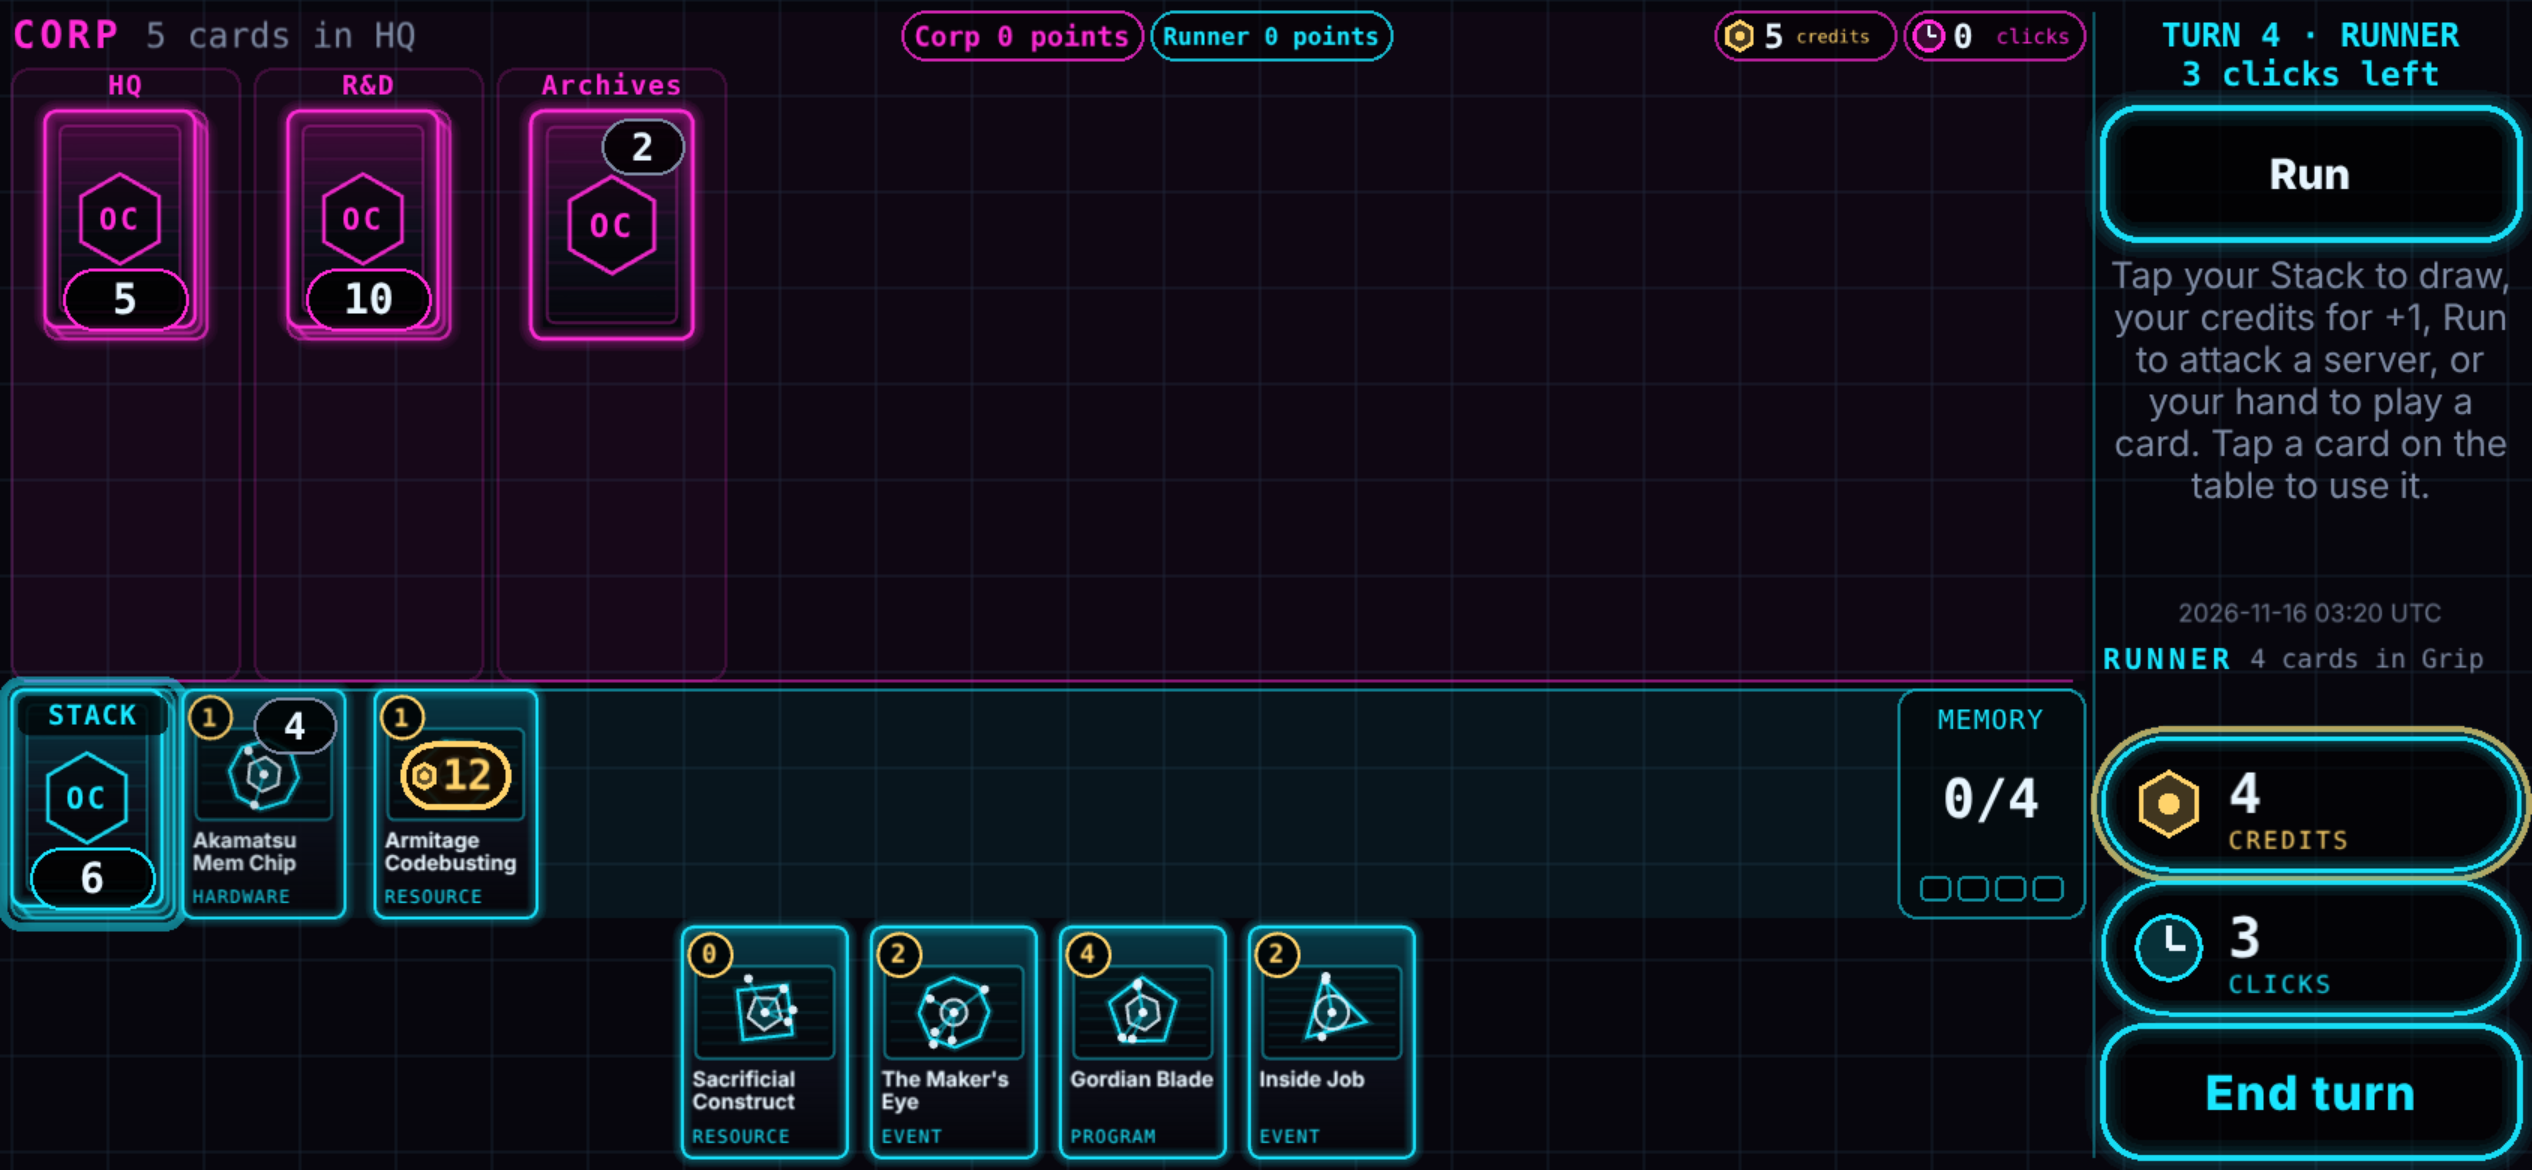 CORP 5 cards in HQ
Corp 0 points
Runner 0 points
5 credits
0 clicks
HQ
R&D
Archives
OC
5
OC
10
2
OC
TURN 4 · RUNNER
3 clicks left
Run
Tap your Stack to draw,
your credits for +1, Run
to attack a server, or
your hand to play a
card. Tap a card on the
table to use it.
2026-11-16 03:20 UTC
RUNNER 4 cards in Grip
STACK
OC
6
1
4
Akamatsu
Mem Chip
HARDWARE
1
12
Armitage
Codebusting
RESOURCE
MEMORY
0/4
4
CREDITS
3
CLICKS
End turn
0
Sacrificial
Construct
RESOURCE
2
The Maker's
Eye
EVENT
4
Gordian Blade
PROGRAM
2
Inside Job
EVENT